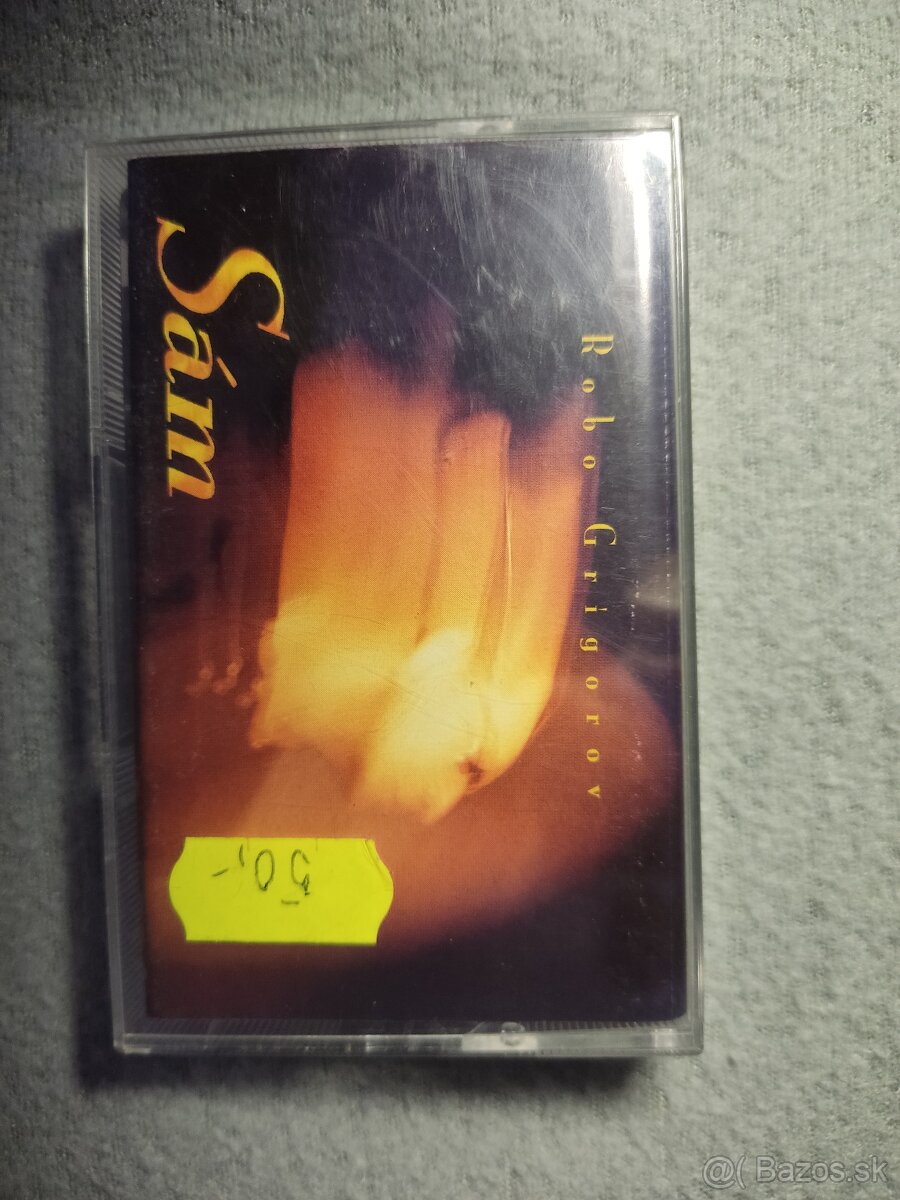 Robo Grigorov
Sám
50,-
@( Bazos.sk